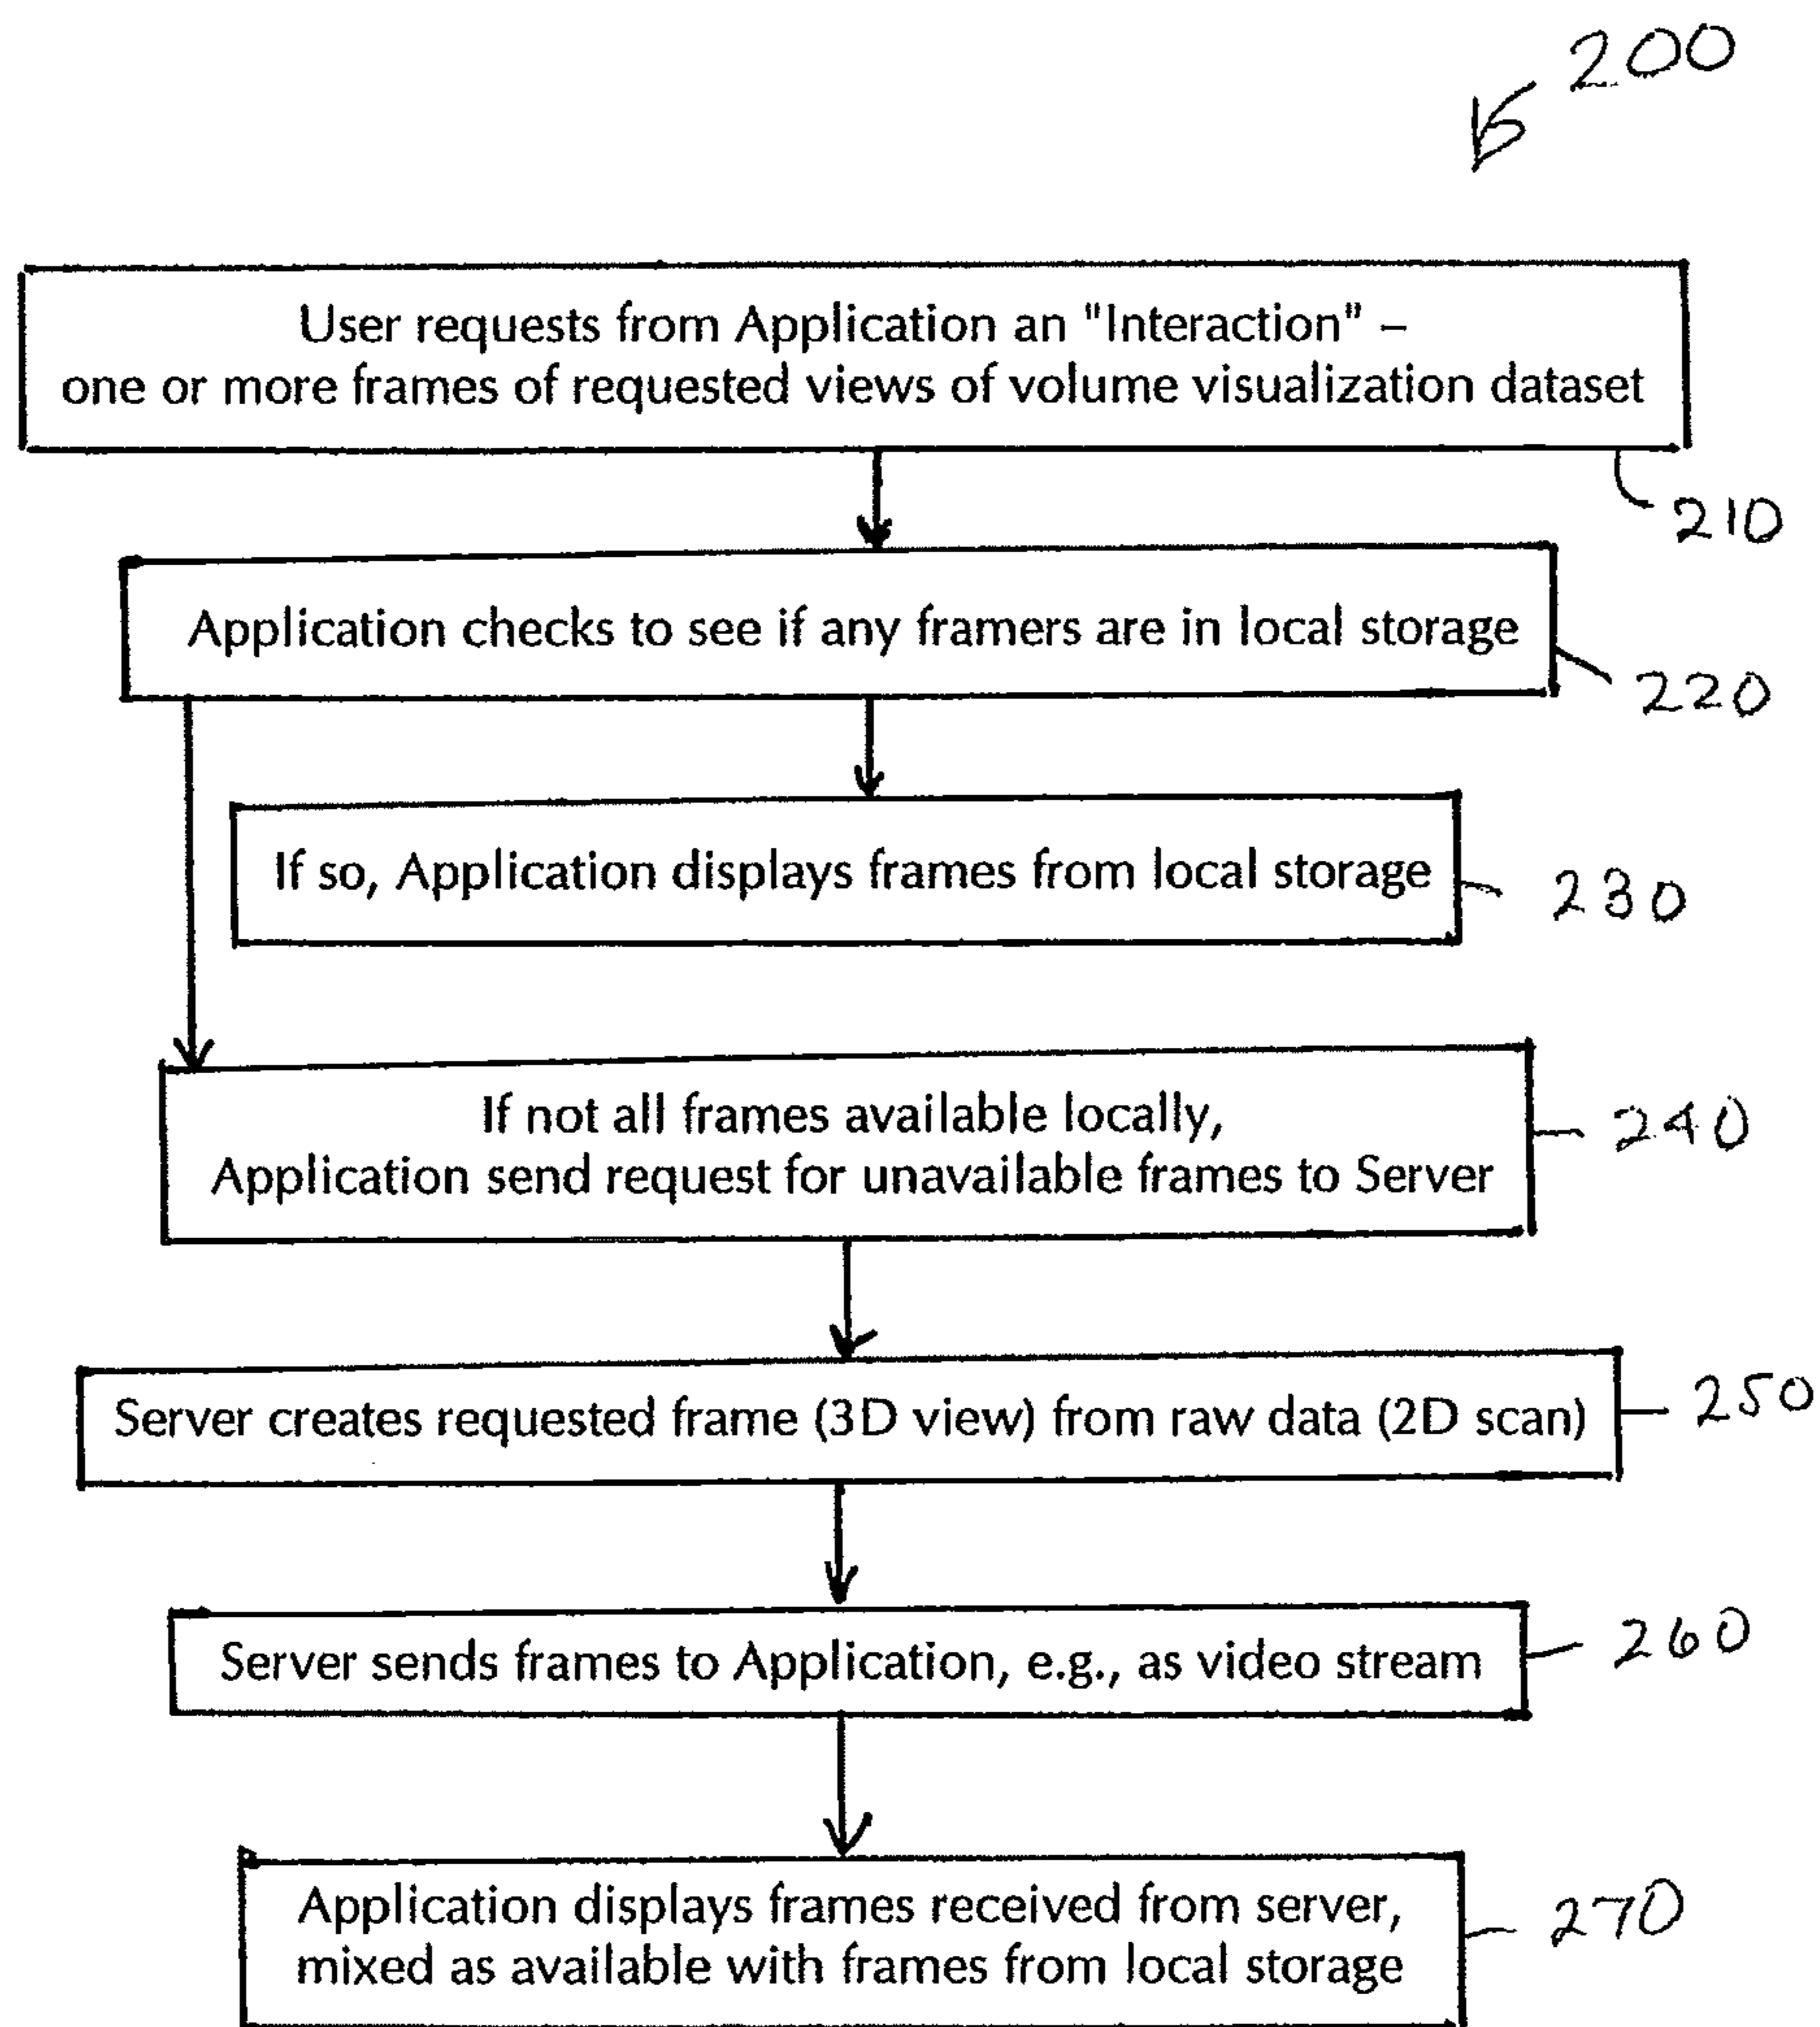 200
User requests from Application an "Interaction" –
one or more frames of requested views of volume visualization dataset
210
Application checks to see if any framers are in local storage
220
If so, Application displays frames from local storage
230
If not all frames available locally,
Application send request for unavailable frames to Server
240
Server creates requested frame (3D view) from raw data (2D scan)
250
Server sends frames to Application, e.g., as video stream
260
Application displays frames received from server,
mixed as available with frames from local storage
270